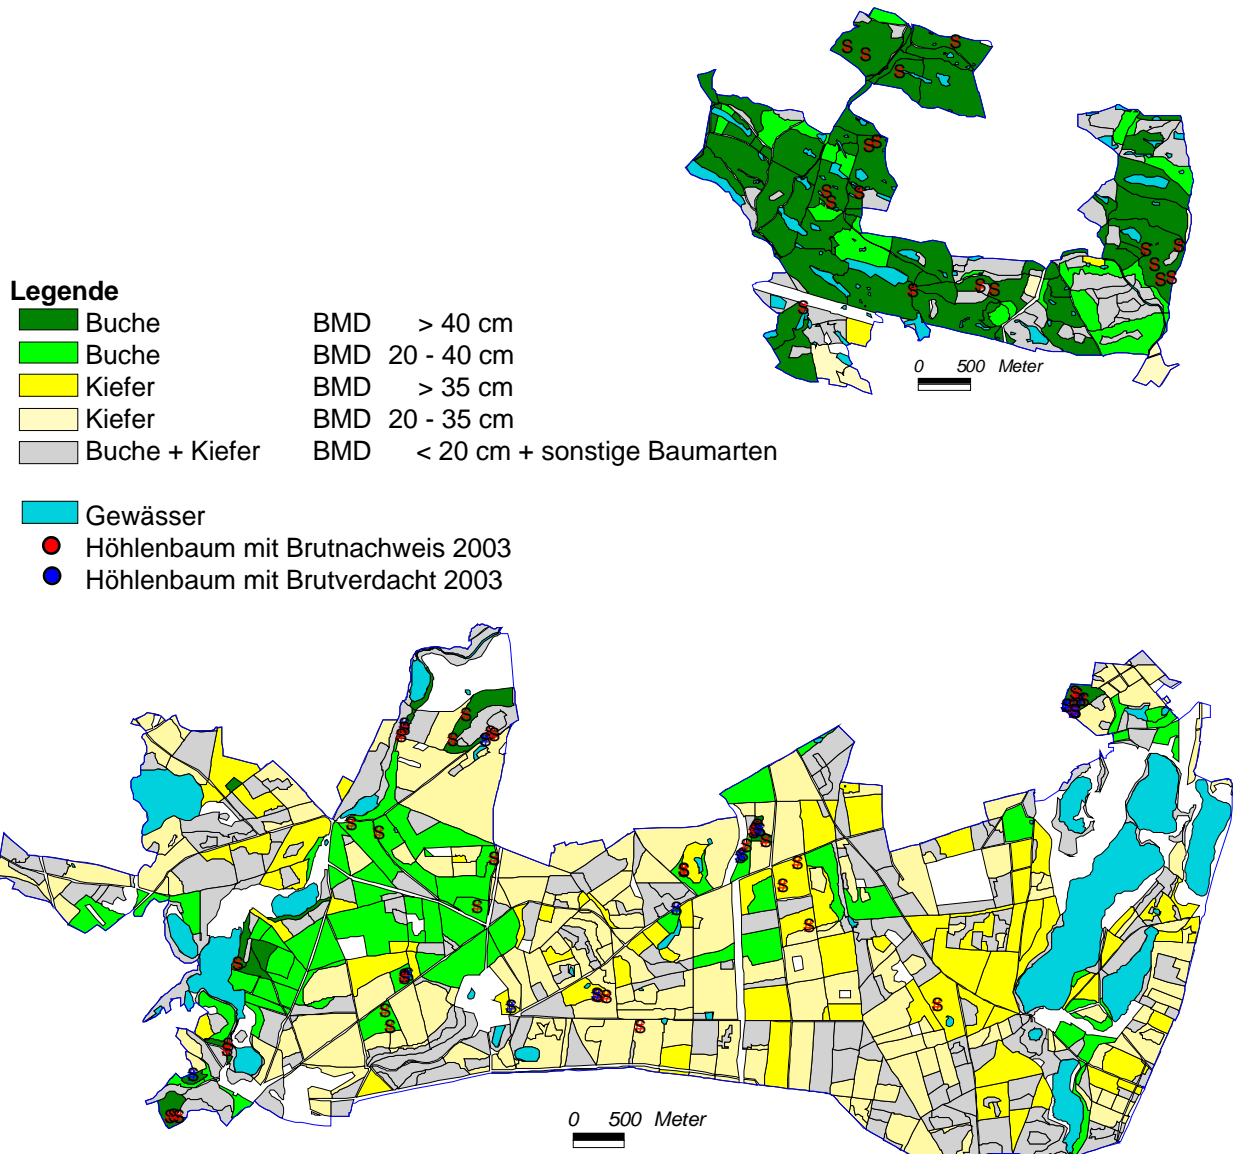 Legende
Buche BMD > 40 cm
Buche BMD 20 - 40 cm
Kiefer BMD > 35 cm
Kiefer BMD 20 - 35 cm
Buche + Kiefer BMD < 20 cm + sonstige Baumarten
Gewässer
Höhlenbaum mit Brutnachweis 2003
Höhlenbaum mit Brutverdacht 2003
0 500 Meter
0 500 Meter